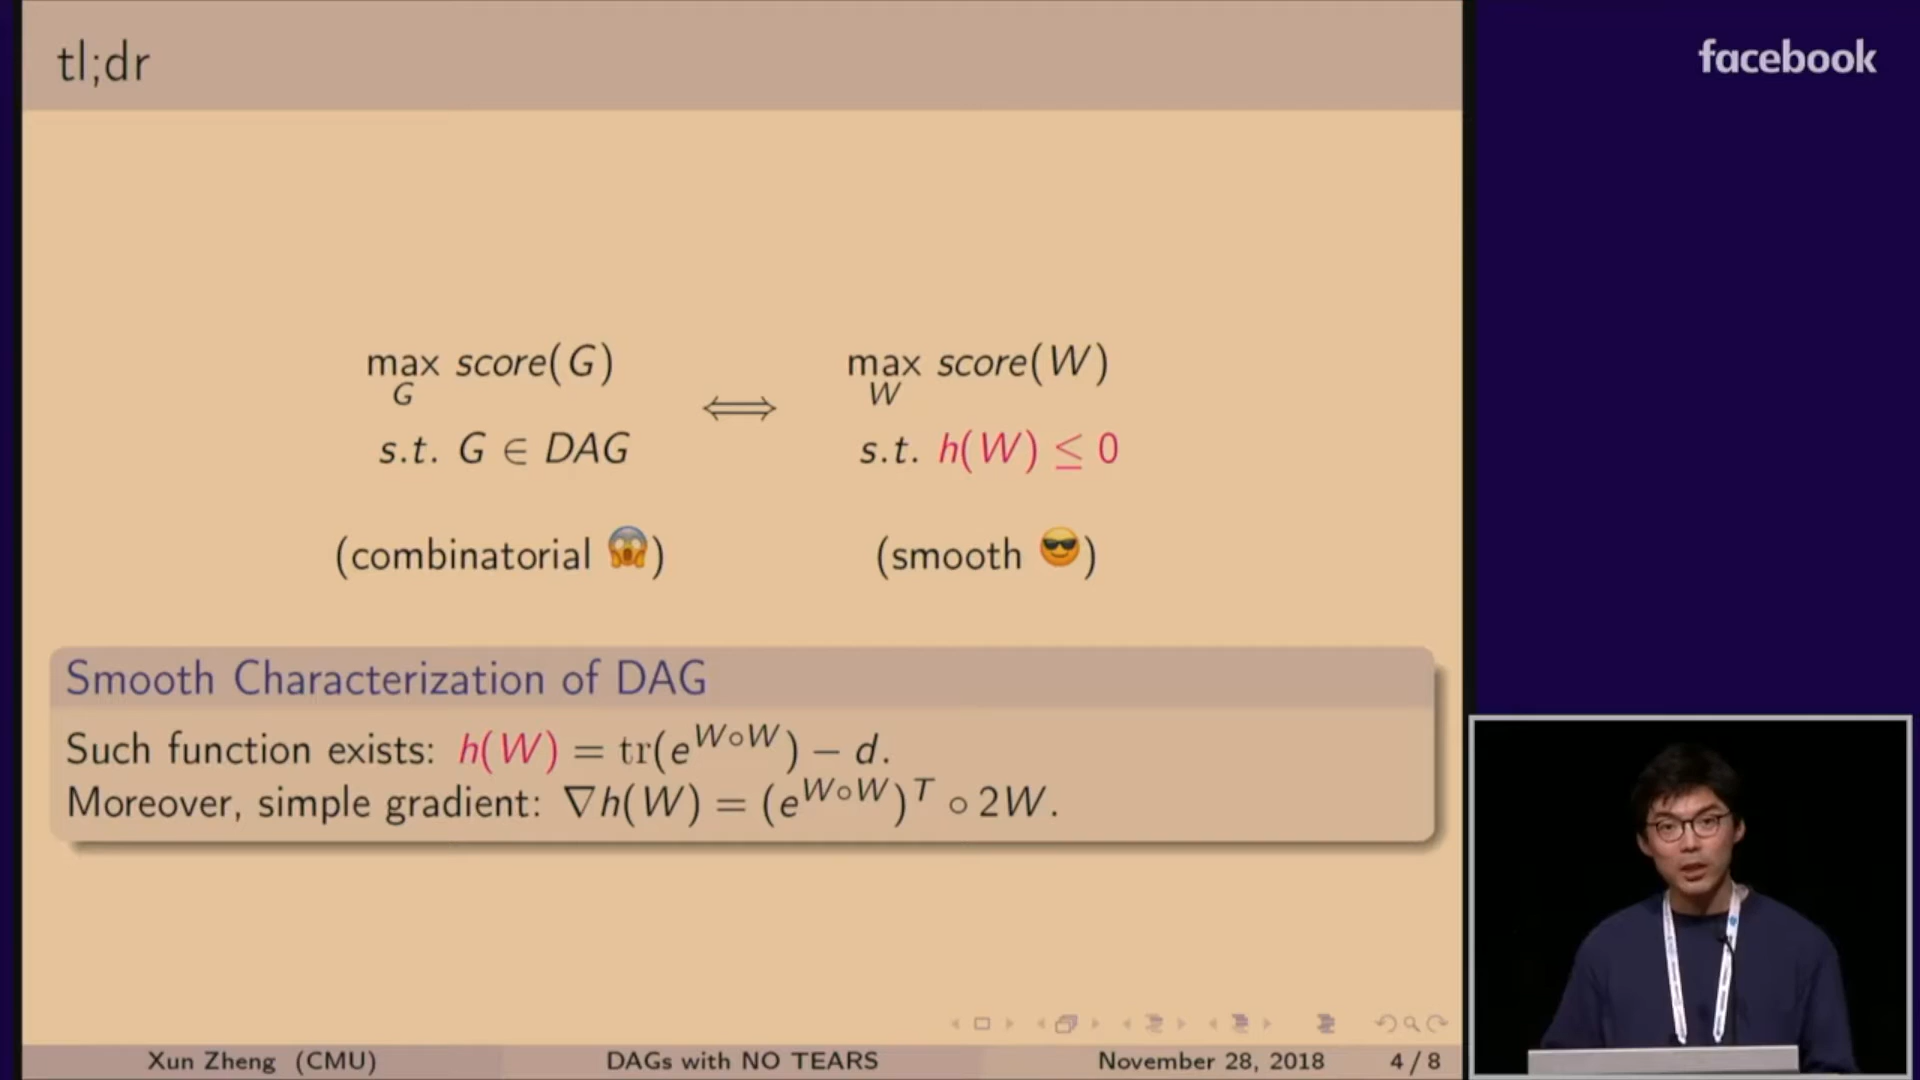 tl;dr
facebook
max score(G)
G
s.t. G ∈ DAG
(combinatorial 😱)
⟺
max score(W)
W
s.t. h(W) ≤ 0
(smooth 😎)
Smooth Characterization of DAG
Such function exists: h(W) = tr(e^{W∘W}) − d.
Moreover, simple gradient: ∇h(W) = (e^{W∘W})^T ∘ 2W.
Xun Zheng (CMU) DAGs with NO TEARS November 28, 2018 4 / 8